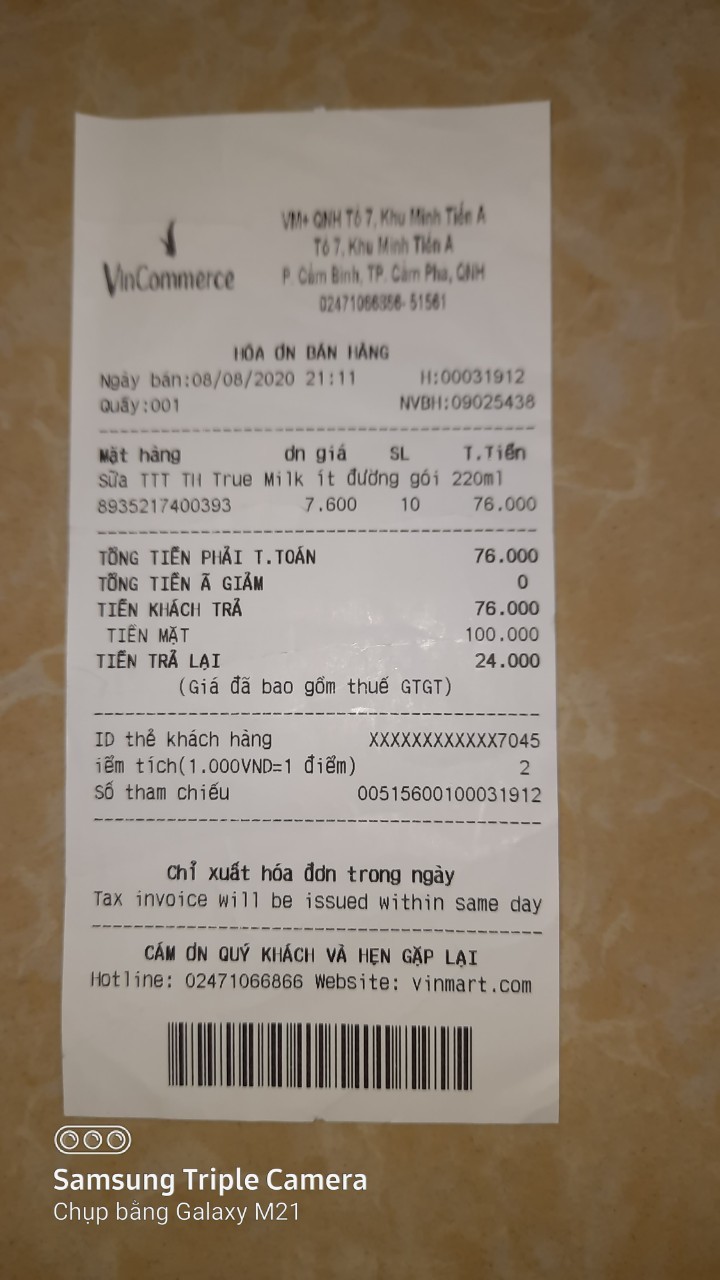 VinCommerce
VM+ QNH Tổ 7, Khu Minh Tiến A
Tổ 7, Khu Minh Tiến A
P. Cẩm Bình, TP. Cẩm Phả, QNH
02471066866- 51561
HÓA ƠN BÁN HÀNG
Ngày bán:08/08/2020 21:11 H:00031912
Quầy:001 NVBH:09025438
Mặt hàng ơn giá SL T.Tiền
Sữa TTT TH True Milk ít đường gói 220ml
8935217400393 7.600 10 76.000
TỔNG TIỀN PHẢI T.TOÁN 76.000
TỔNG TIỀN Ã GIẢM 0
TIỀN KHÁCH TRẢ 76.000
TIỀN MẶT 100.000
TIỀN TRẢ LẠI 24.000
(Giá đã bao gồm thuế GTGT)
ID thẻ khách hàng XXXXXXXXXXXX7045
iểm tích(1.000VND=1 điểm) 2
Số tham chiếu 00515600100031912
Chỉ xuất hóa đơn trong ngày
Tax invoice will be issued within same day
CÁM ƠN QUÝ KHÁCH VÀ HẸN GẶP LẠI
Hotline: 02471066866 Website: vinmart.com
Samsung Triple Camera
Chụp bằng Galaxy M21